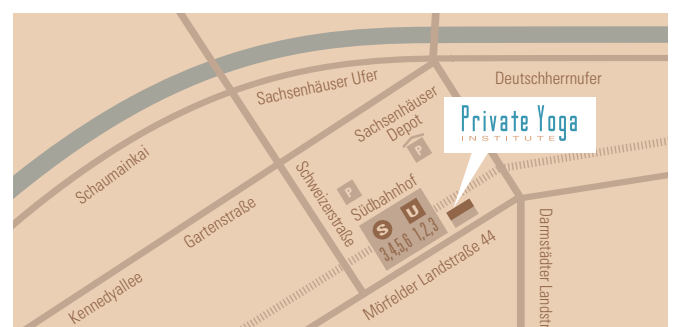 Sachsenhäuser Ufer
Deutschherrnufer
Sachsenhäuser
Depot
P
Private Yoga
INSTITUTE
Schaumainkai
Schweizerstraße
P
Südbahnhof
S U
3,4,5,6 1,2,3
Gartenstraße
Kennedyallee
Mörfelder Landstraße 44
Darmstädter Landstr